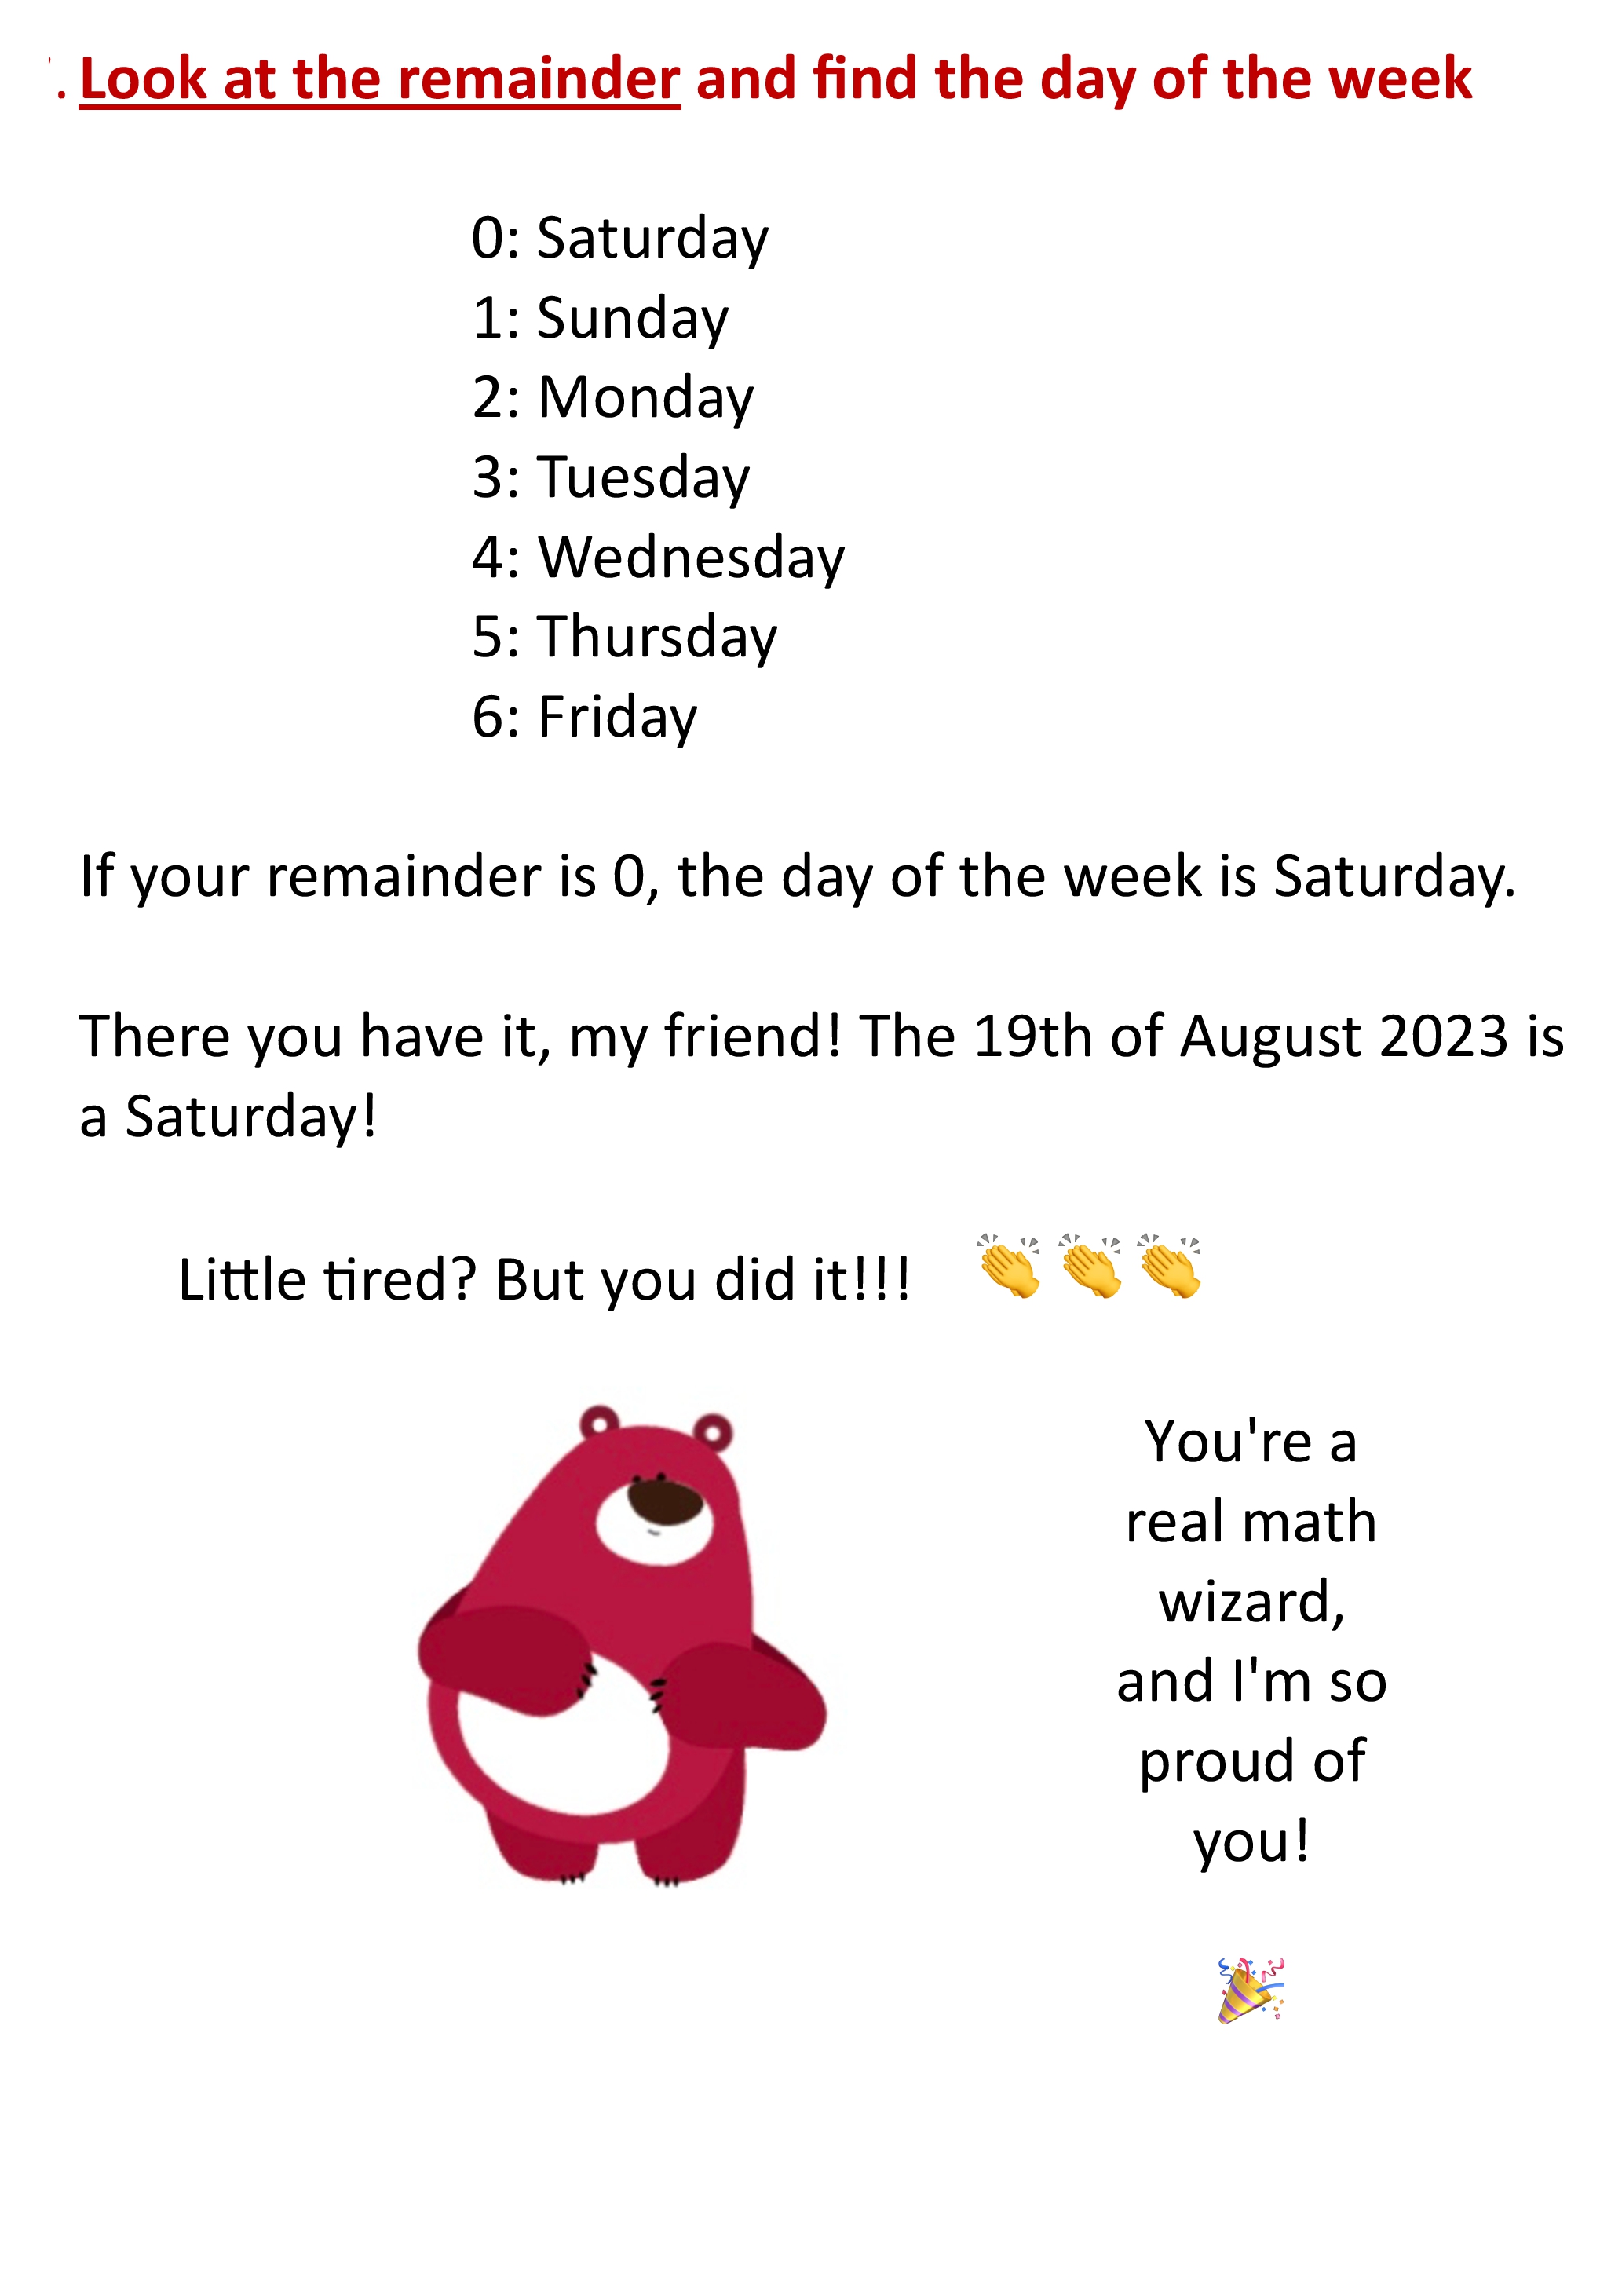 . Look at the remainder and find the day of the week
0: Saturday
1: Sunday
2: Monday
3: Tuesday
4: Wednesday
5: Thursday
6: Friday
If your remainder is 0, the day of the week is Saturday.
There you have it, my friend! The 19th of August 2023 is
a Saturday!
Little tired? But you did it!!! 👏👏👏
You're a
real math
wizard,
and I'm so
proud of
you!
🎉